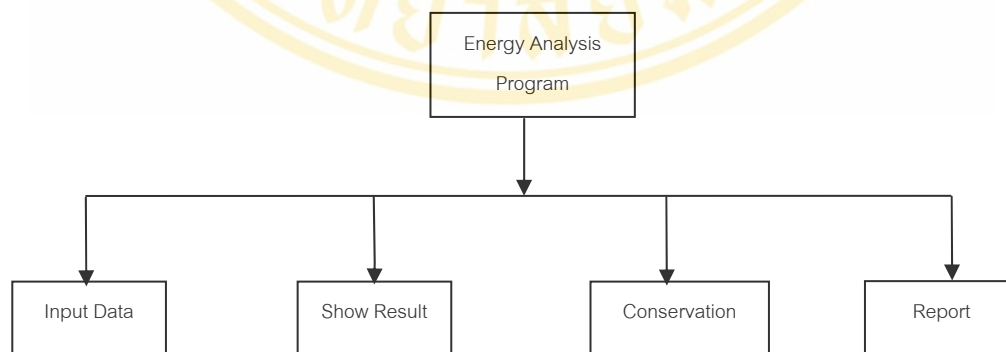 Energy Analysis
Program
Input Data
Show Result
Conservation
Report